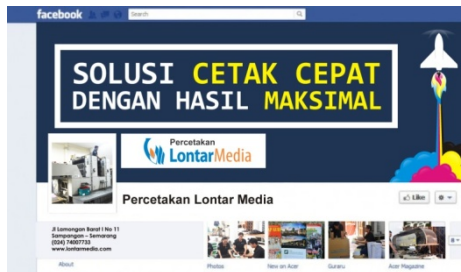 facebook
Search
SOLUSI CETAK CEPAT
DENGAN HASIL MAKSIMAL
Percetakan
LontarMedia
Percetakan Lontar Media
Like
Jl Lamongan Barat I No 11
Sampangan - Semarang
(024) 74007733
www.lontarmedia.com
About
Photos
New on Acer
Guraru
Acer Magazine